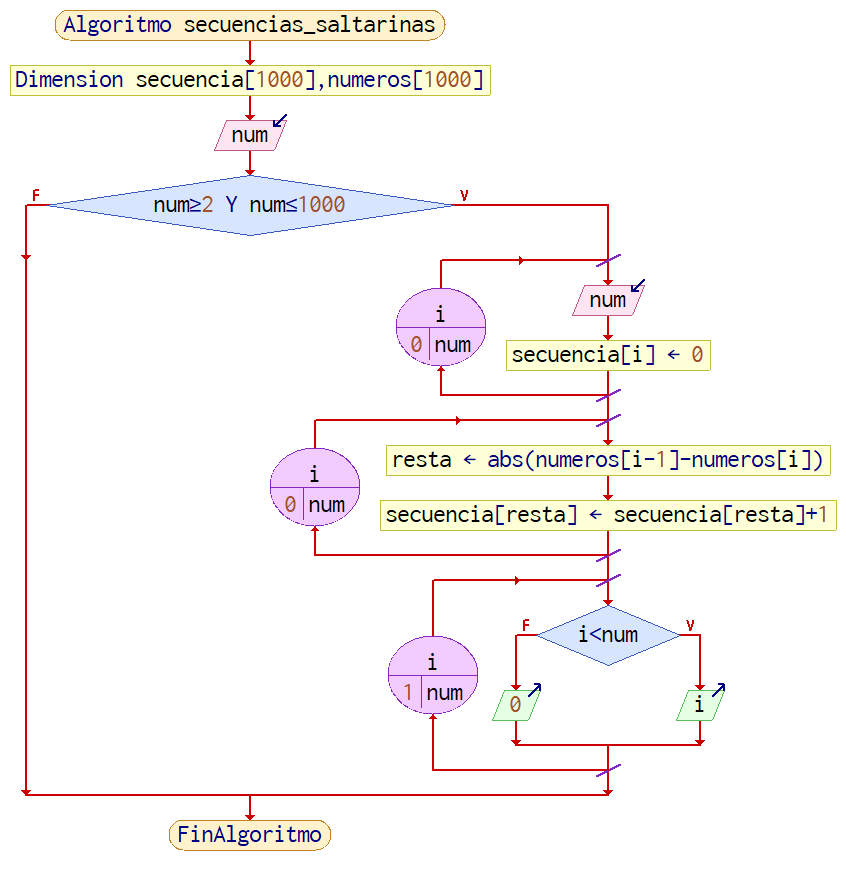 Algoritmo secuencias_saltarinas
Dimension secuencia[1000],numeros[1000]
num
F
num≥2 Y num≤1000
V
num
i
0 num
secuencia[i] ← 0
resta ← abs(numeros[i-1]-numeros[i])
i
0 num
secuencia[resta] ← secuencia[resta]+1
F
i<num
V
i
1 num
0
i
FinAlgoritmo